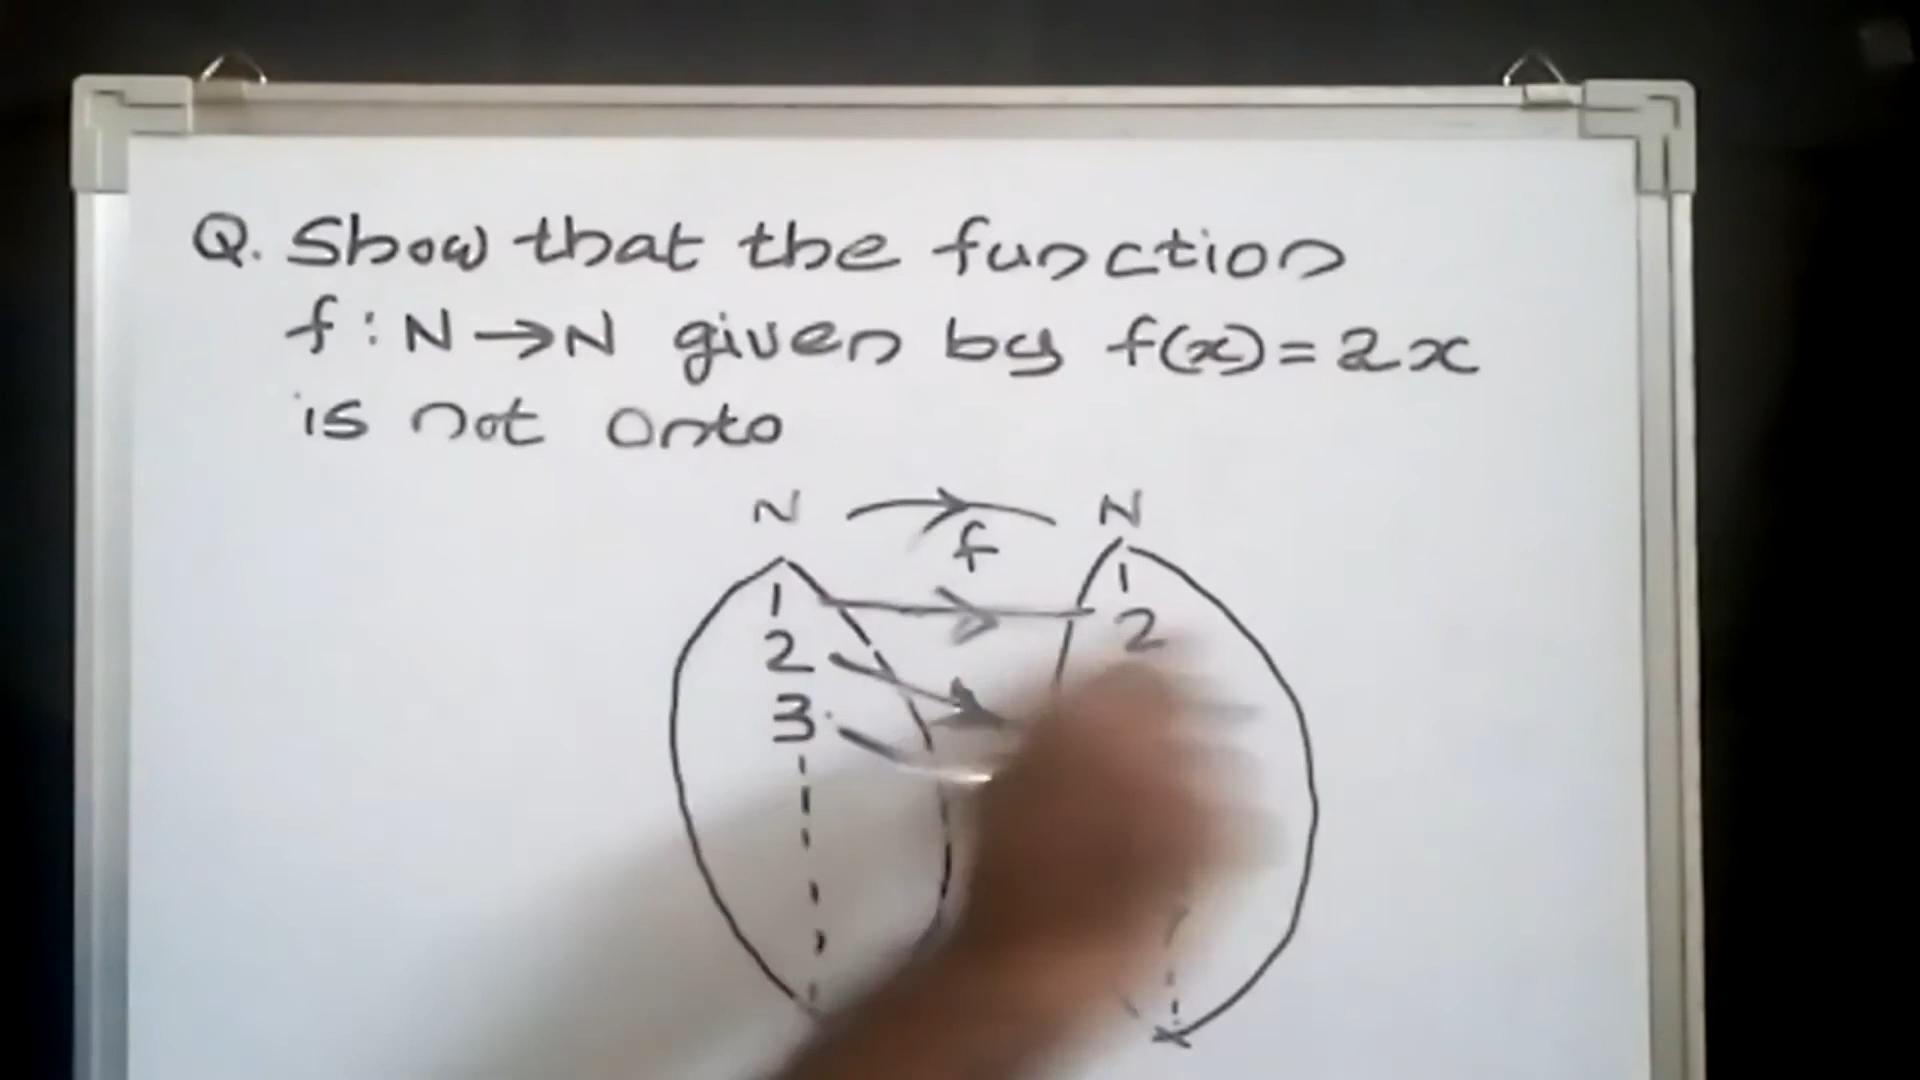 Q. Show that the function
f : N → N given by f(x) = 2x
is not onto
N N
f
1 1
2 2
3